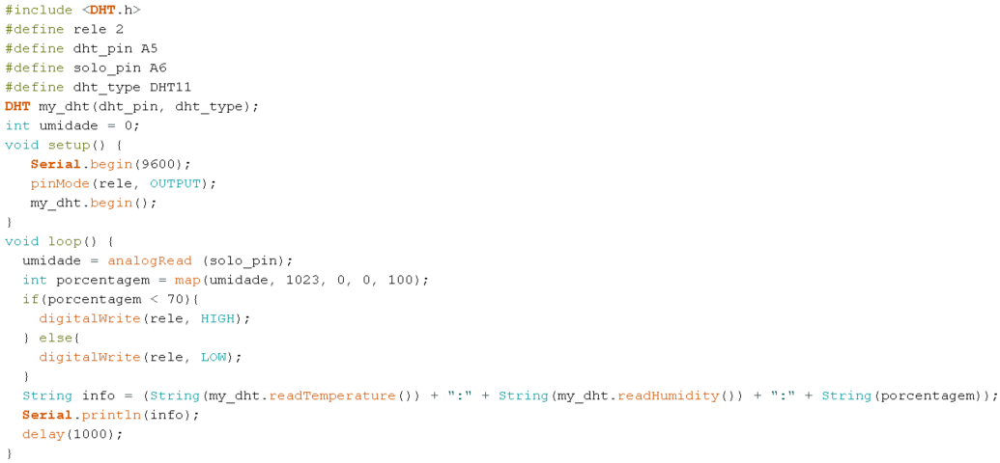 #include <DHT.h>
#define rele 2
#define dht_pin A5
#define solo_pin A6
#define dht_type DHT11
DHT my_dht(dht_pin, dht_type);
int umidade = 0;
void setup() {
   Serial.begin(9600);
   pinMode(rele, OUTPUT);
   my_dht.begin();
}
void loop() {
  umidade = analogRead (solo_pin);
  int porcentagem = map(umidade, 1023, 0, 0, 100);
  if(porcentagem < 70){
    digitalWrite(rele, HIGH);
  } else{
    digitalWrite(rele, LOW);
  }
  String info = (String(my_dht.readTemperature()) + ":" + String(my_dht.readHumidity()) + ":" + String(porcentagem));
  Serial.println(info);
  delay(1000);
}